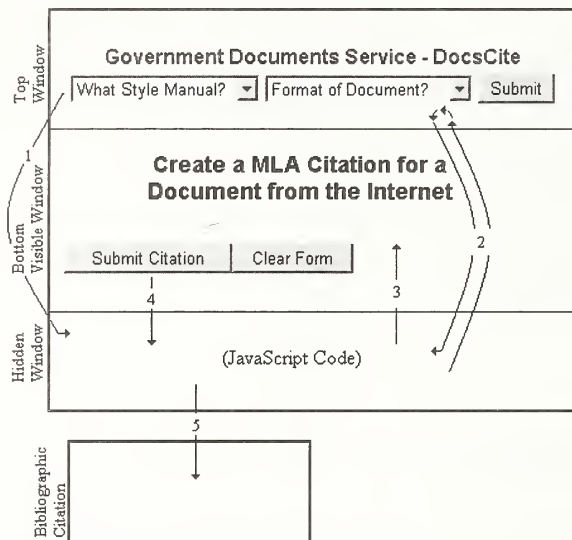 Top
Window
Government Documents Service - DocsCite
What Style Manual? Format of Document? Submit
1
Bottom
Visible Window
Create a MLA Citation for a
Document from the Internet
2
Submit Citation Clear Form
4 3
Hidden
Window
(JavaScript Code)
5
Bibliographic
Citation